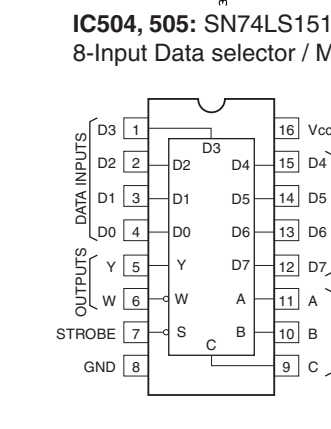 IC504, 505: SN74LS151
8-Input Data selector / M
DATA INPUTS
OUTPUTS
D3 1
D2 2
D1 3
D0 4
Y 5
W 6
STROBE 7
GND 8
D3
D2 D4
D1 D5
D0 D6
Y D7
W A
S B
C
16 Vcc
15 D4
14 D5
13 D6
12 D7
11 A
10 B
9 C